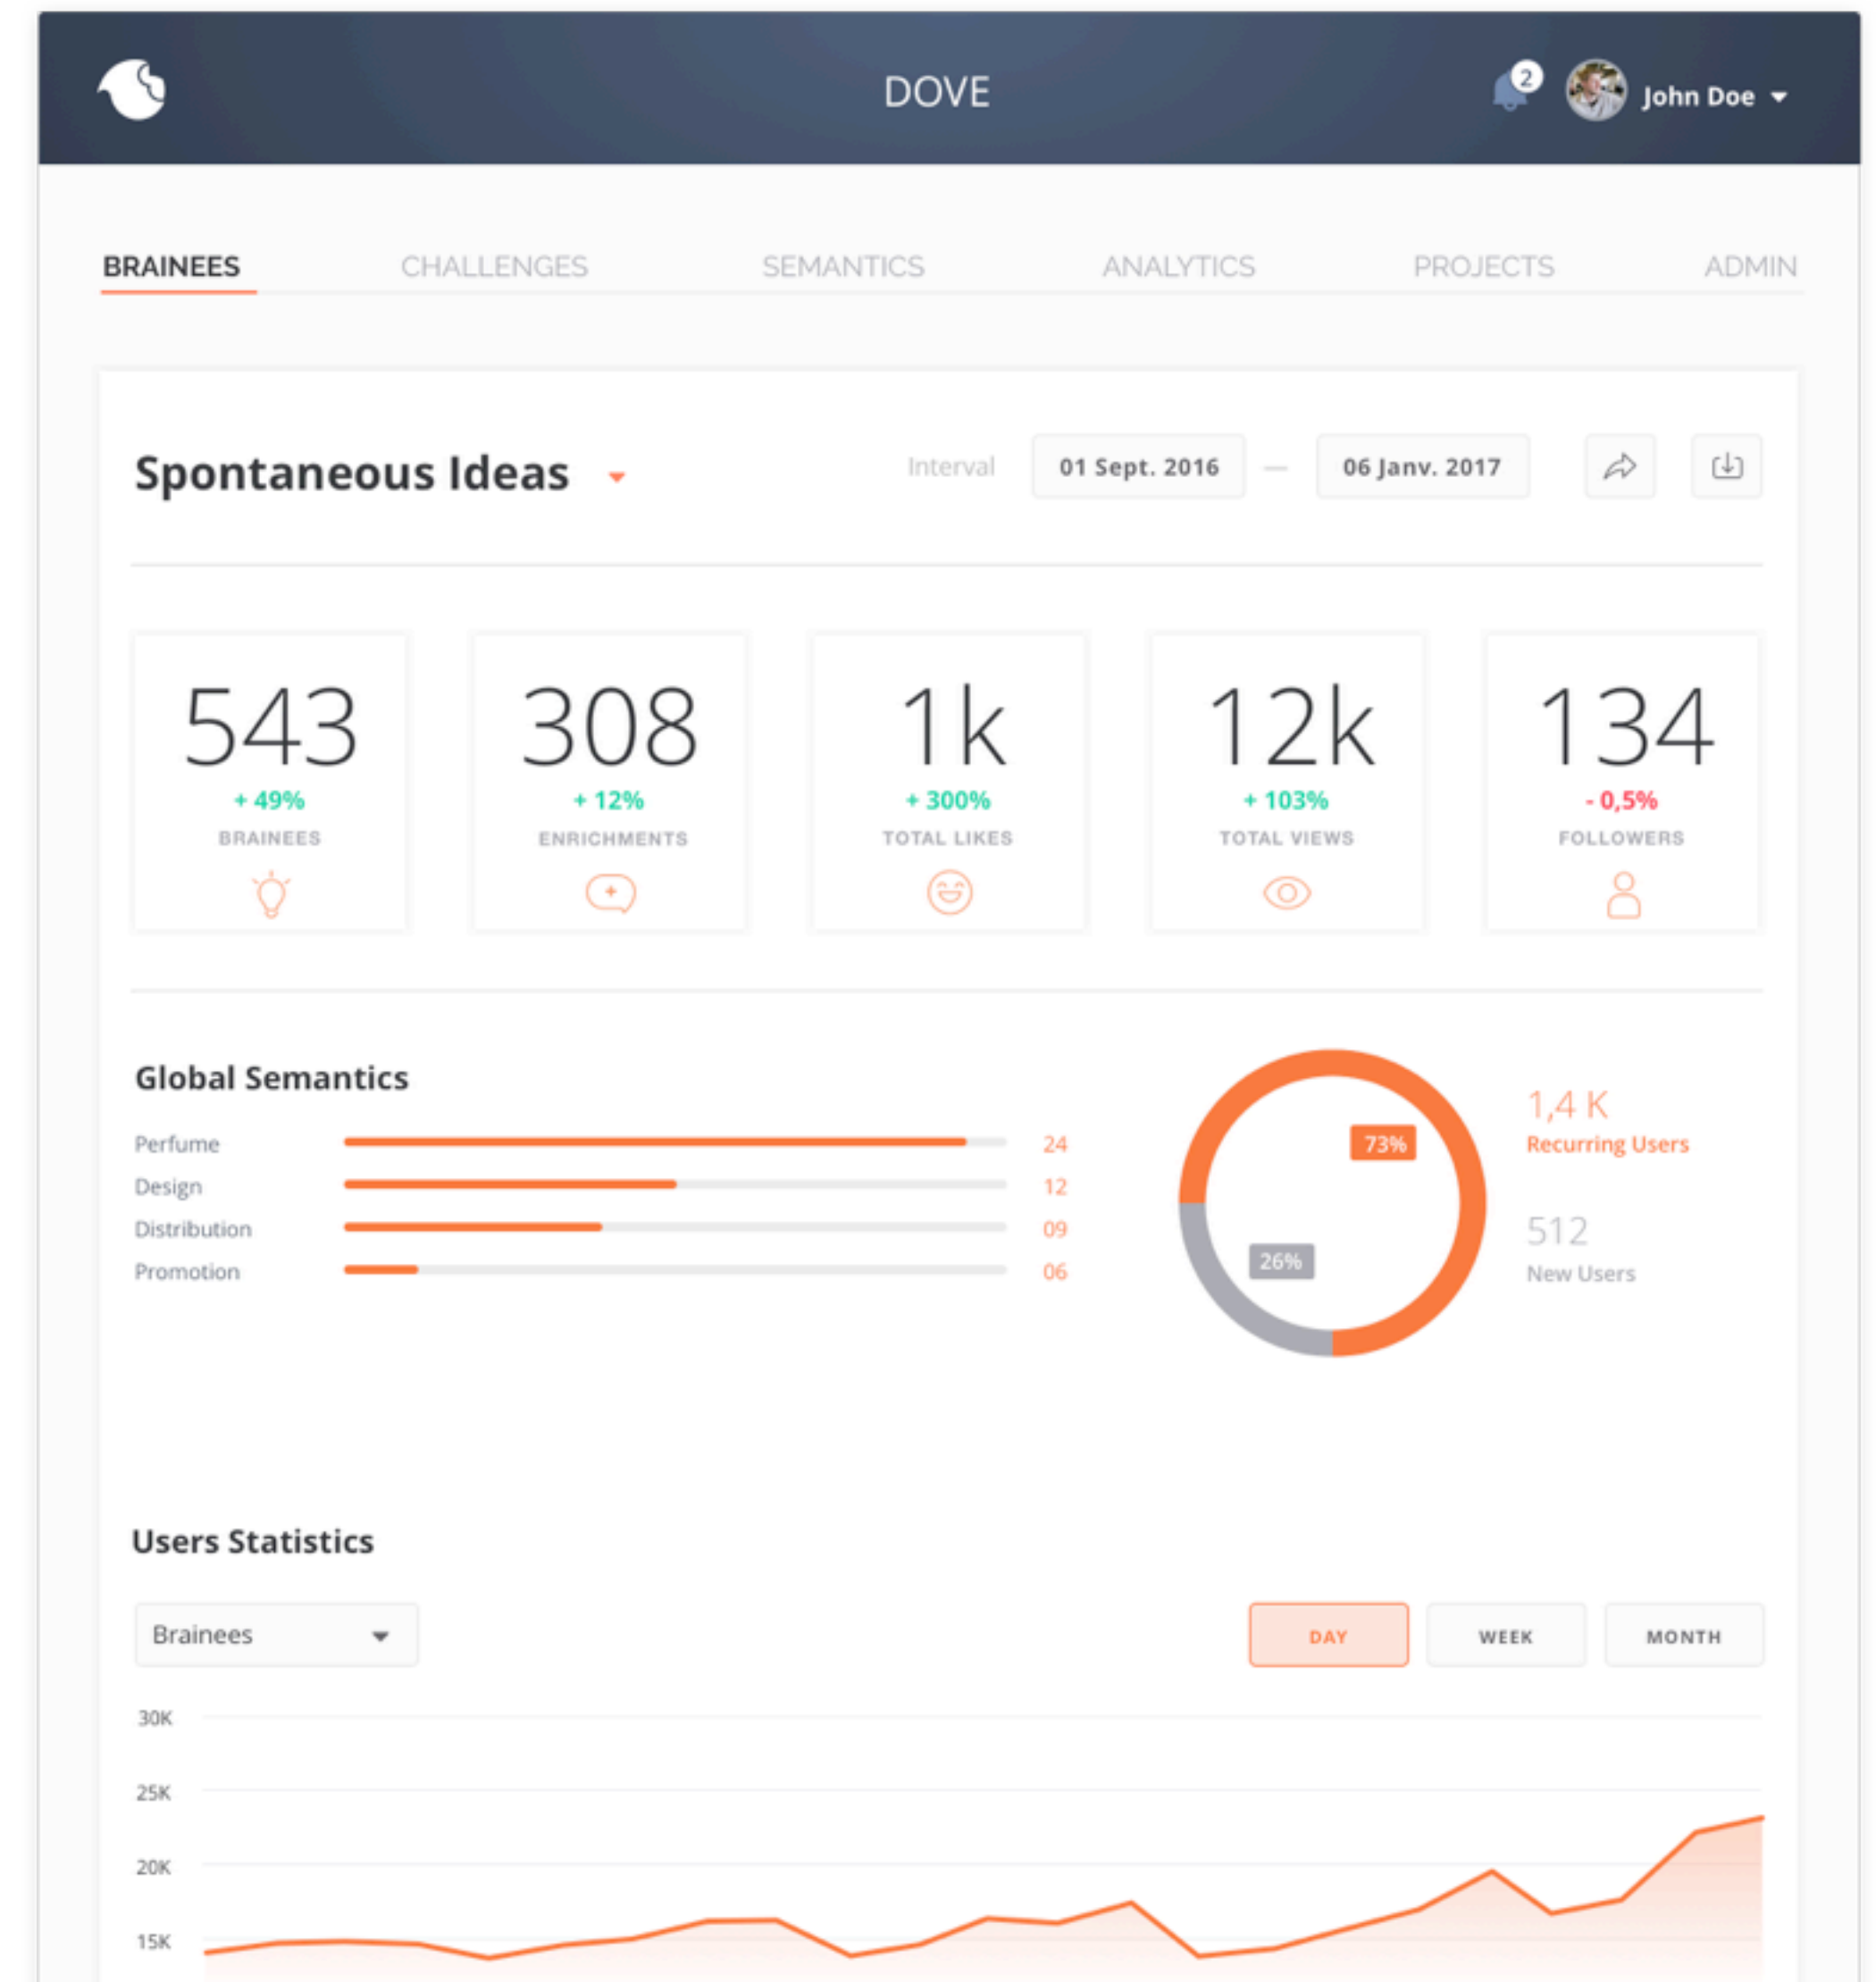 DOVE
2
John Doe
BRAINEES CHALLENGES SEMANTICS ANALYTICS PROJECTS ADMIN
Spontaneous Ideas
Interval 01 Sept. 2016 — 06 Janv. 2017
543 308 1k 12k 134
+ 49% + 12% + 300% + 103% - 0,5%
BRAINEES ENRICHMENTS TOTAL LIKES TOTAL VIEWS FOLLOWERS
Global Semantics
Perfume 24
Design 12
Distribution 09
Promotion 06
73%
26%
1,4 K
Recurring Users
512
New Users
Users Statistics
Brainees
DAY WEEK MONTH
30K
25K
20K
15K